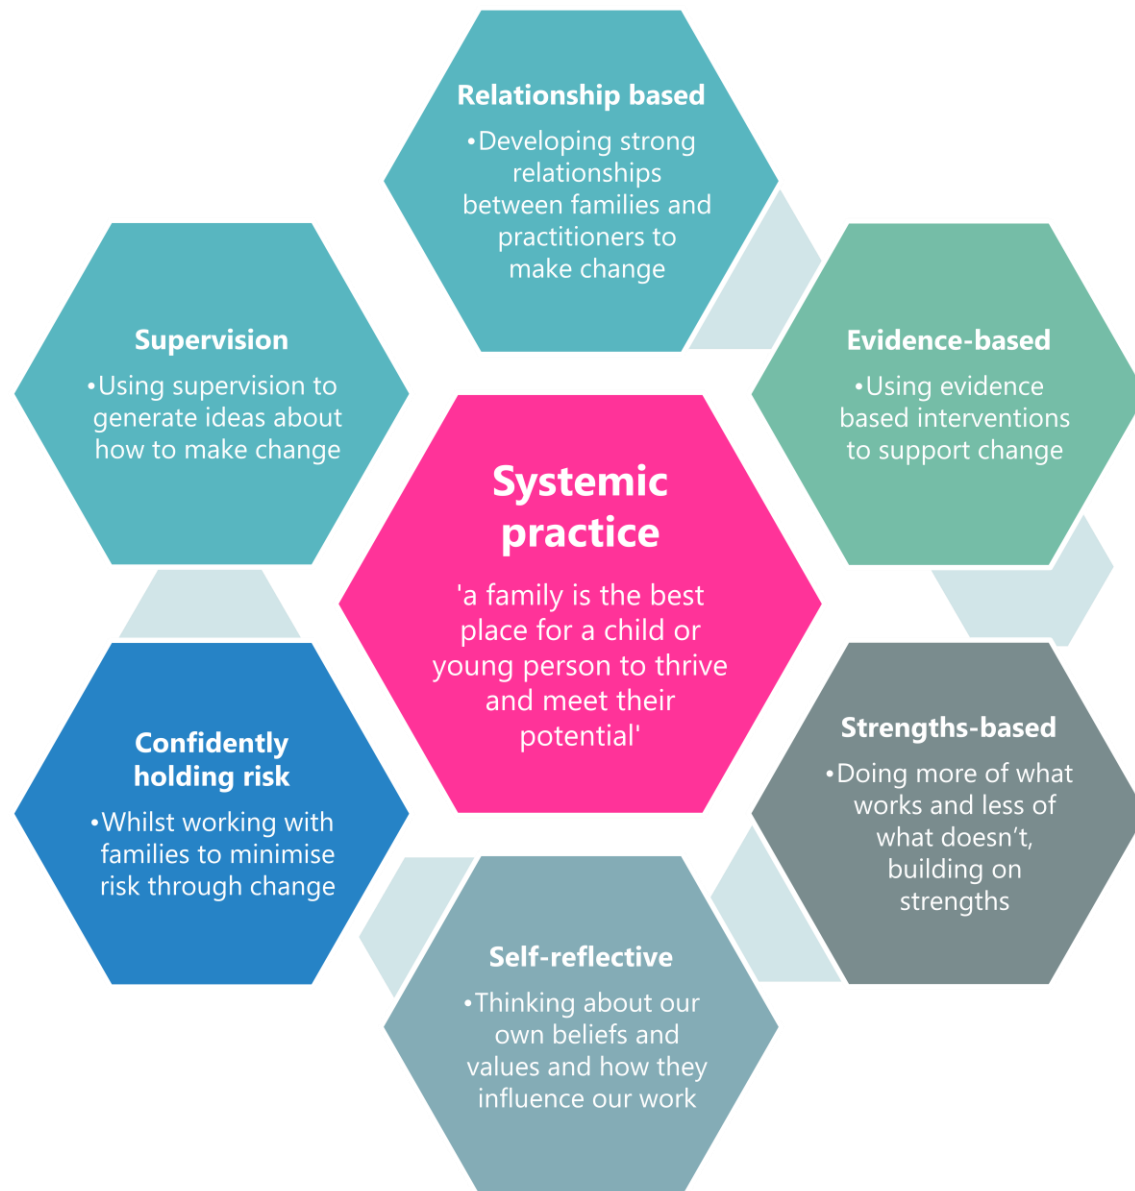 Relationship based
•Developing strong
relationships
between families and
practitioners to
make change
Evidence-based
•Using evidence
based interventions
to support change
Strengths-based
•Doing more of what
works and less of
what doesn’t,
building on
strengths
Self-reflective
•Thinking about our
own beliefs and
values and how they
influence our work
Confidently
holding risk
•Whilst working with
families to minimise
risk through change
Supervision
•Using supervision to
generate ideas about
how to make change
Systemic
practice
'a family is the best
place for a child or
young person to thrive
and meet their
potential'